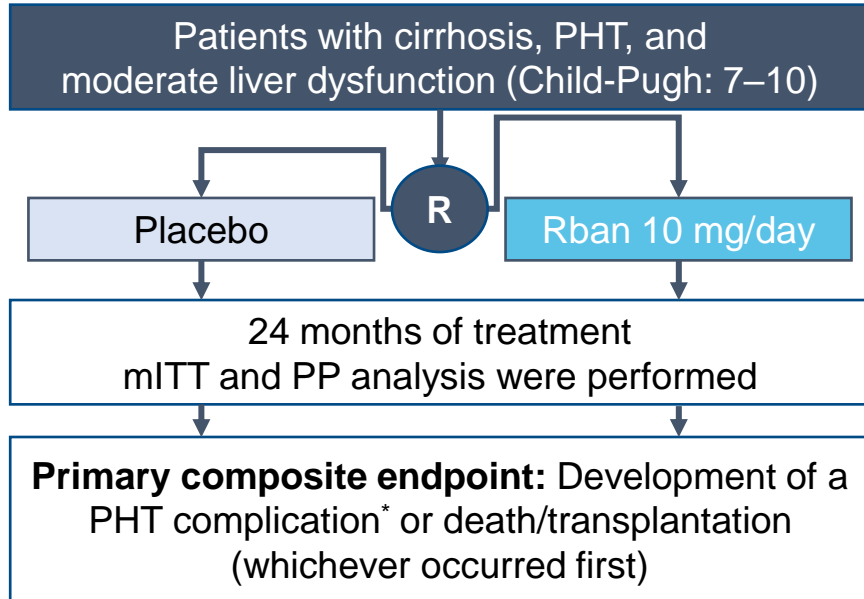 Patients with cirrhosis, PHT, and
moderate liver dysfunction (Child-Pugh: 7–10)
R
Placebo
Rban 10 mg/day
24 months of treatment
mITT and PP analysis were performed
Primary composite endpoint: Development of a
PHT complication* or death/transplantation
(whichever occurred first)